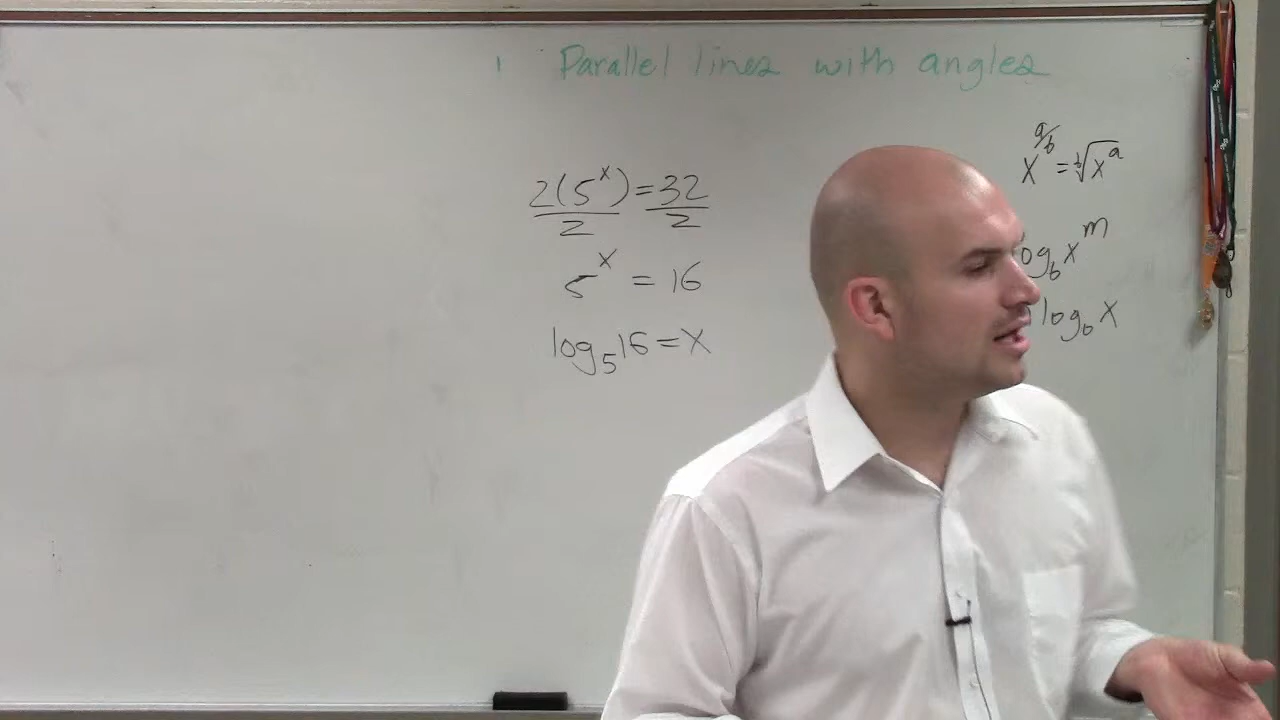 Parallel lines with angles
2(5^x)=32
2 2
5^x = 16
log_5 16 = x
x^a/b = b√x^a
log_b x^m
log_b x